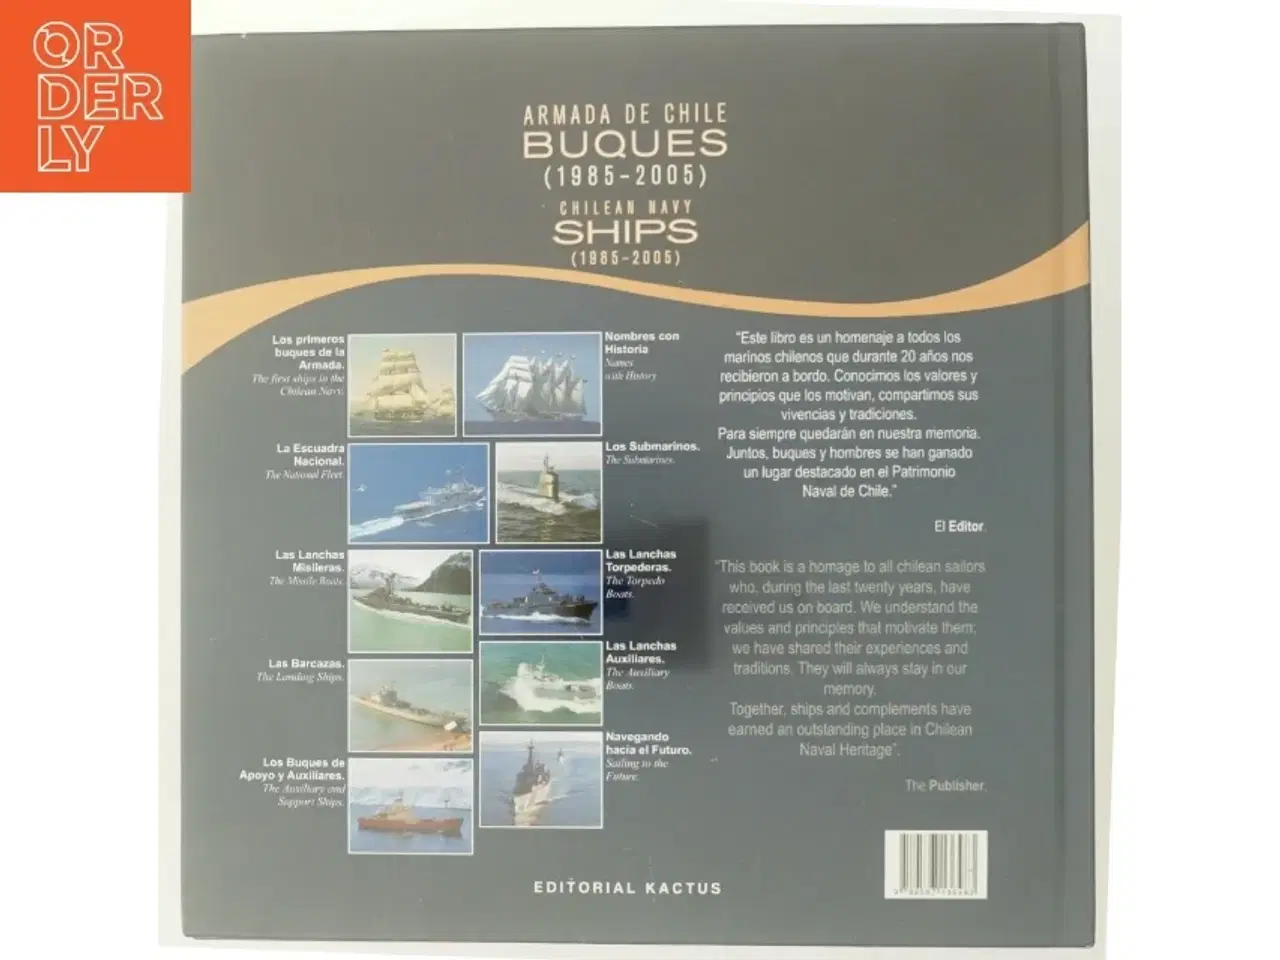 OR
DER
LY
ARMADA DE CHILE
BUQUES
(1985-2005)
CHILEAN NAVY
SHIPS
(1985-2005)
Los primeros
buques de la
Armada.
The first ships in the
Chilean Navy.
Nombres con
Historia
Names
with History
La Escuadra
Nacional.
The National Fleet.
Los Submarinos.
The Submarines.
Las Lanchas
Misileras.
The Missile Boats.
Las Lanchas
Torpederas.
The Torpedo
Boats.
Las Barcazas.
The Landing Ships.
Las Lanchas
Auxiliares.
The Auxiliary
Boats.
Los Buques de
Apoyo y Auxiliares.
The Auxiliary and
Support Ships.
Navegando
hacía el Futuro.
Sailing to the
Future.
"Este libro es un homenaje a todos los
marinos chilenos que durante 20 años nos
recibieron a bordo. Conocimos los valores y
principios que los motivan, compartimos sus
vivencias y tradiciones.
Para siempre quedarán en nuestra memoria.
Juntos, buques y hombres se han ganado
un lugar destacado en el Patrimonio
Naval de Chile."
El Editor.
"This book is a homage to all chilean sailors
who, during the last twenty years, have
received us on board. We understand the
values and principles that motivate them;
we have shared their experiences and
traditions. They will always stay in our
memory.
Together, ships and complements have
earned an outstanding place in Chilean
Naval Heritage".
The Publisher.
EDITORIAL KACTUS